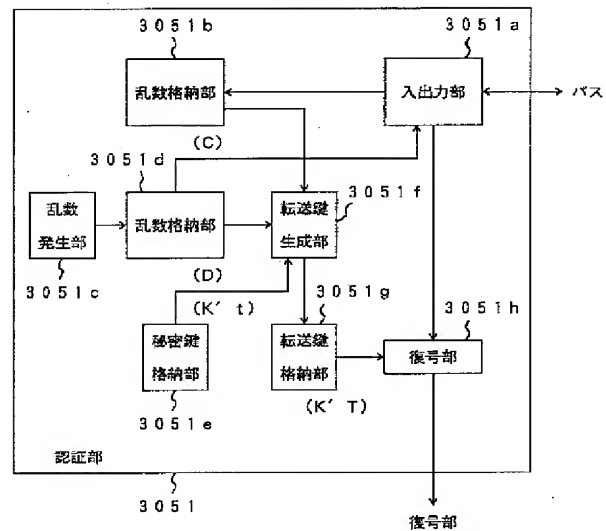 3051b
3051a
乱数格納部
入出力部
バス
(C)
3051d
3051f
乱数
発生部
乱数格納部
転送鍵
生成部
3051c
(D)
(K' t)
3051g
3051h
秘密鍵
格納部
転送鍵
格納部
復号部
(K' T)
3051e
認証部
3051
復号部